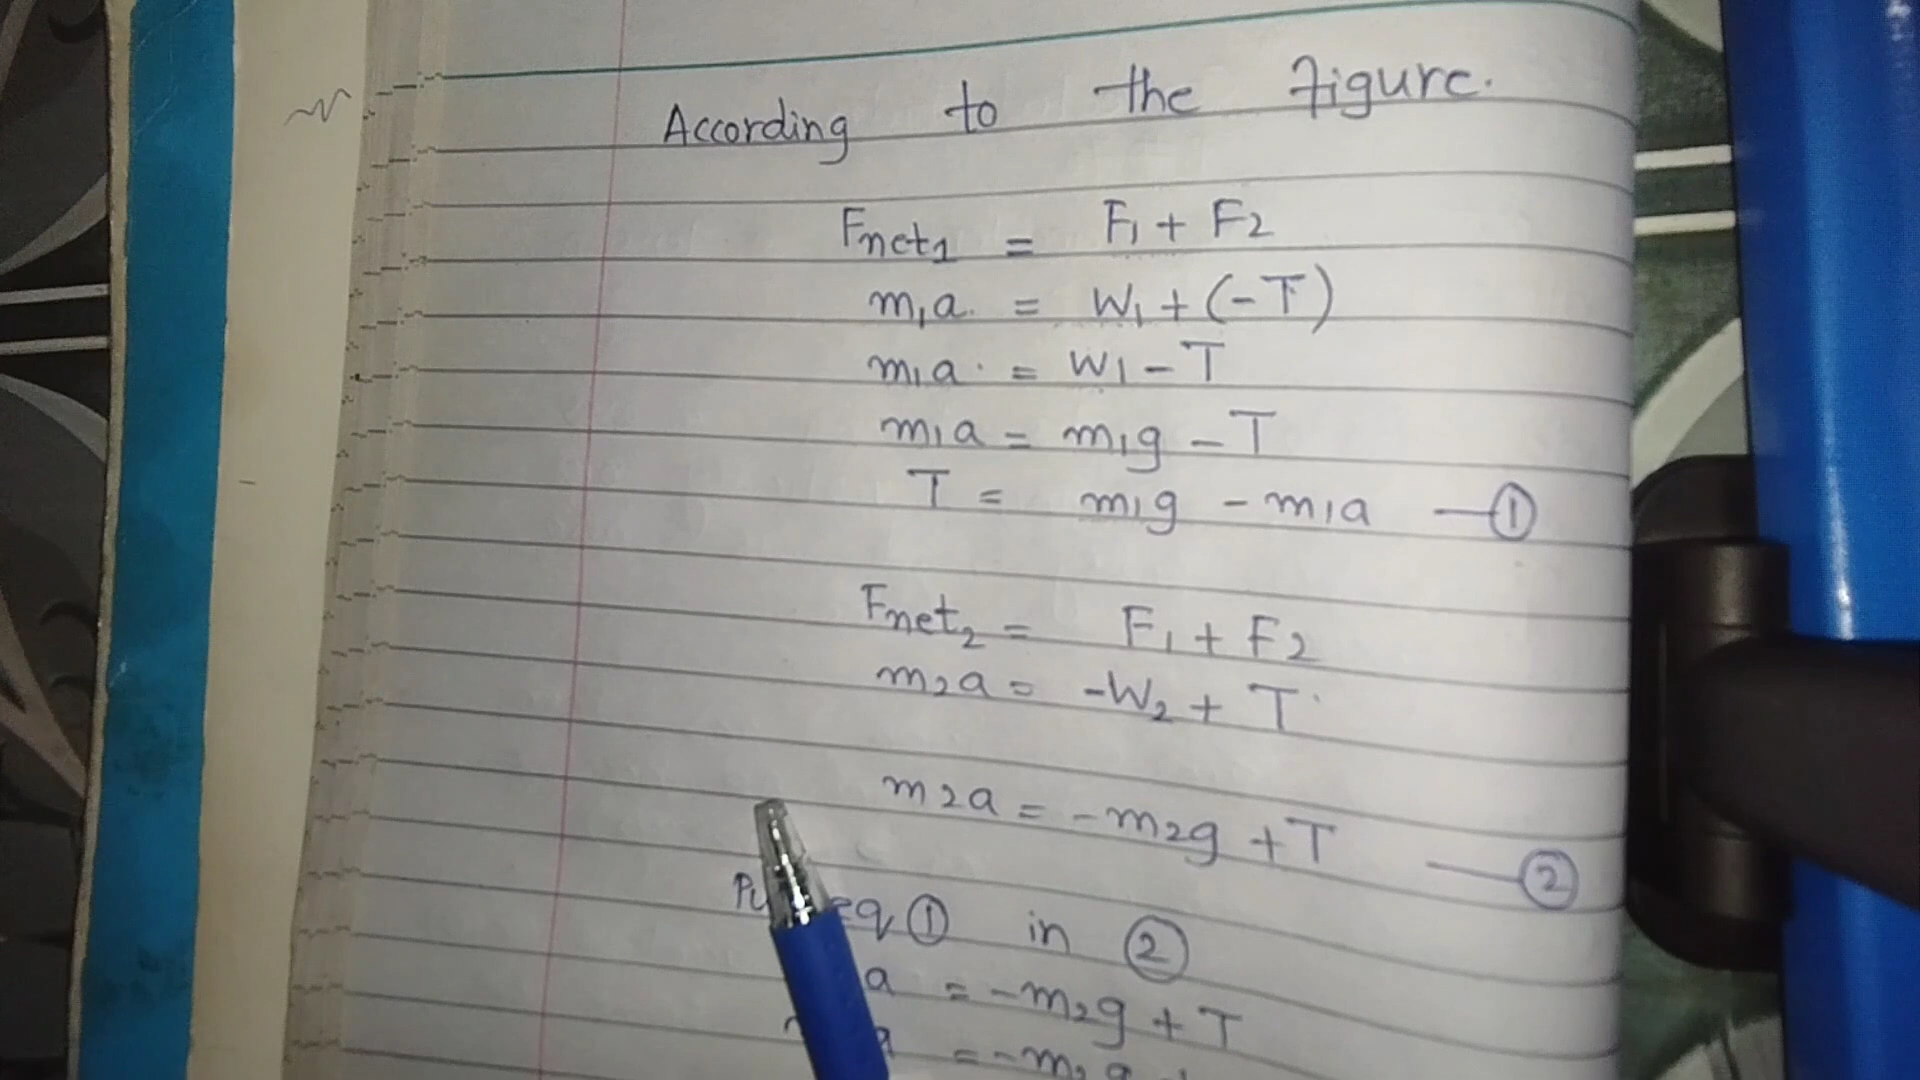 According to the figure.
Fnet1 = F1 + F2
m1a = W1 + (-T)
m1a = W1 - T
m1a = m1g - T
T = m1g - m1a —①
Fnet2 = F1 + F2
m2a = -W2 + T
m2a = -m2g + T —②
eq ① in ②
a = -m2g + T
= -m2g